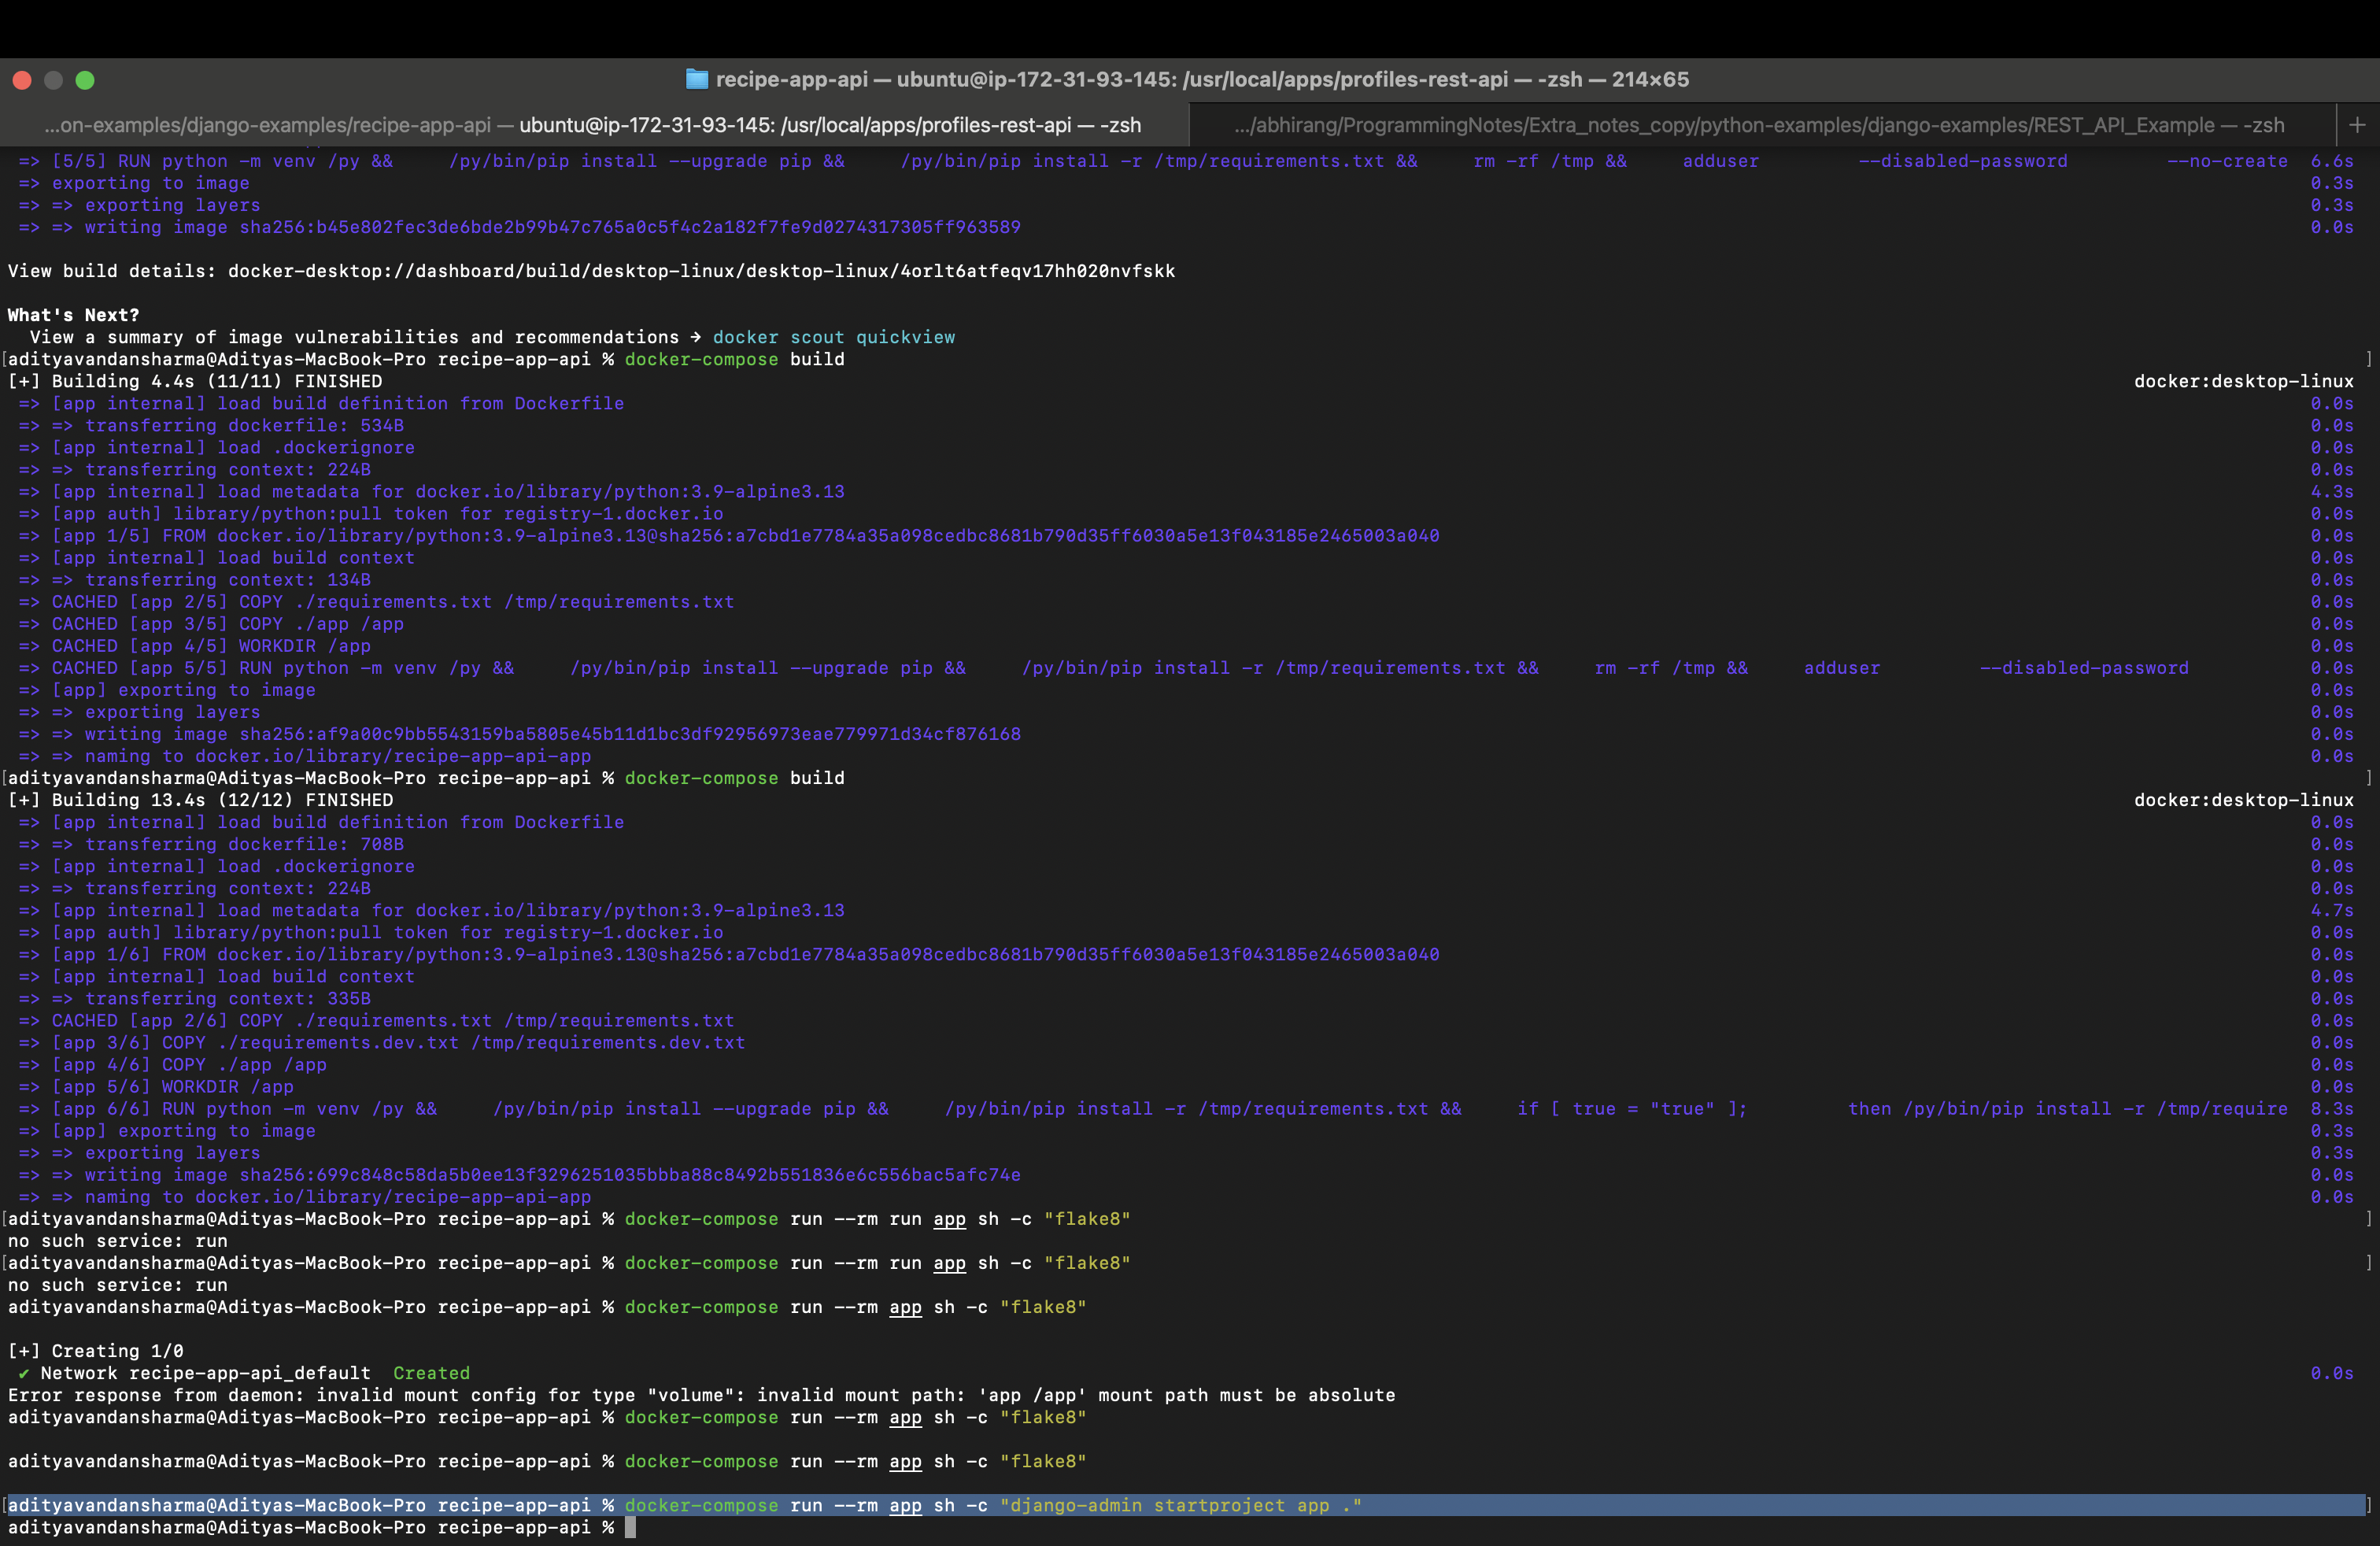 recipe-app-api — ubuntu@ip-172-31-93-145: /usr/local/apps/profiles-rest-api — -zsh — 214×65
...on-examples/django-examples/recipe-app-api — ubuntu@ip-172-31-93-145: /usr/local/apps/profiles-rest-api — -zsh
.../abhirang/ProgrammingNotes/Extra_notes_copy/python-examples/django-examples/REST_API_Example — -zsh
=> [5/5] RUN python -m venv /py &&     /py/bin/pip install --upgrade pip &&     /py/bin/pip install -r /tmp/requirements.txt &&     rm -rf /tmp &&     adduser         --disabled-password         --no-create  6.6s
=> exporting to image 0.3s
=> => exporting layers 0.3s
=> => writing image sha256:b45e802fec3de6bde2b99b47c765a0c5f4c2a182f7fe9d0274317305ff963589 0.0s
View build details: docker-desktop://dashboard/build/desktop-linux/desktop-linux/4orlt6atfeqv17hh020nvfskk
What's Next?
View a summary of image vulnerabilities and recommendations → docker scout quickview
[adityavandansharma@Adityas-MacBook-Pro recipe-app-api % docker-compose build ]
[+] Building 4.4s (11/11) FINISHED docker:desktop-linux
=> [app internal] load build definition from Dockerfile 0.0s
=> => transferring dockerfile: 534B 0.0s
=> [app internal] load .dockerignore 0.0s
=> => transferring context: 224B 0.0s
=> [app internal] load metadata for docker.io/library/python:3.9-alpine3.13 4.3s
=> [app auth] library/python:pull token for registry-1.docker.io 0.0s
=> [app 1/5] FROM docker.io/library/python:3.9-alpine3.13@sha256:a7cbd1e7784a35a098cedbc8681b790d35ff6030a5e13f043185e2465003a040 0.0s
=> [app internal] load build context 0.0s
=> => transferring context: 134B 0.0s
=> CACHED [app 2/5] COPY ./requirements.txt /tmp/requirements.txt 0.0s
=> CACHED [app 3/5] COPY ./app /app 0.0s
=> CACHED [app 4/5] WORKDIR /app 0.0s
=> CACHED [app 5/5] RUN python -m venv /py &&     /py/bin/pip install --upgrade pip &&     /py/bin/pip install -r /tmp/requirements.txt &&     rm -rf /tmp &&     adduser         --disabled-password 0.0s
=> [app] exporting to image 0.0s
=> => exporting layers 0.0s
=> => writing image sha256:af9a00c9bb5543159ba5805e45b11d1bc3df92956973eae779971d34cf876168 0.0s
=> => naming to docker.io/library/recipe-app-api-app 0.0s
[adityavandansharma@Adityas-MacBook-Pro recipe-app-api % docker-compose build ]
[+] Building 13.4s (12/12) FINISHED docker:desktop-linux
=> [app internal] load build definition from Dockerfile 0.0s
=> => transferring dockerfile: 708B 0.0s
=> [app internal] load .dockerignore 0.0s
=> => transferring context: 224B 0.0s
=> [app internal] load metadata for docker.io/library/python:3.9-alpine3.13 4.7s
=> [app auth] library/python:pull token for registry-1.docker.io 0.0s
=> [app 1/6] FROM docker.io/library/python:3.9-alpine3.13@sha256:a7cbd1e7784a35a098cedbc8681b790d35ff6030a5e13f043185e2465003a040 0.0s
=> [app internal] load build context 0.0s
=> => transferring context: 335B 0.0s
=> CACHED [app 2/6] COPY ./requirements.txt /tmp/requirements.txt 0.0s
=> [app 3/6] COPY ./requirements.dev.txt /tmp/requirements.dev.txt 0.0s
=> [app 4/6] COPY ./app /app 0.0s
=> [app 5/6] WORKDIR /app 0.0s
=> [app 6/6] RUN python -m venv /py &&     /py/bin/pip install --upgrade pip &&     /py/bin/pip install -r /tmp/requirements.txt &&     if [ true = "true" ];         then /py/bin/pip install -r /tmp/require  8.3s
=> [app] exporting to image 0.3s
=> => exporting layers 0.3s
=> => writing image sha256:699c848c58da5b0ee13f3296251035bbba88c8492b551836e6c556bac5afc74e 0.0s
=> => naming to docker.io/library/recipe-app-api-app 0.0s
[adityavandansharma@Adityas-MacBook-Pro recipe-app-api % docker-compose run --rm run app sh -c "flake8" ]
no such service: run
[adityavandansharma@Adityas-MacBook-Pro recipe-app-api % docker-compose run --rm run app sh -c "flake8" ]
no such service: run
adityavandansharma@Adityas-MacBook-Pro recipe-app-api % docker-compose run --rm app sh -c "flake8"
[+] Creating 1/0
✔ Network recipe-app-api_default  Created 0.0s
Error response from daemon: invalid mount config for type "volume": invalid mount path: 'app /app' mount path must be absolute
adityavandansharma@Adityas-MacBook-Pro recipe-app-api % docker-compose run --rm app sh -c "flake8"
adityavandansharma@Adityas-MacBook-Pro recipe-app-api % docker-compose run --rm app sh -c "flake8"
[adityavandansharma@Adityas-MacBook-Pro recipe-app-api % docker-compose run --rm app sh -c "django-admin startproject app ." ]
adityavandansharma@Adityas-MacBook-Pro recipe-app-api %